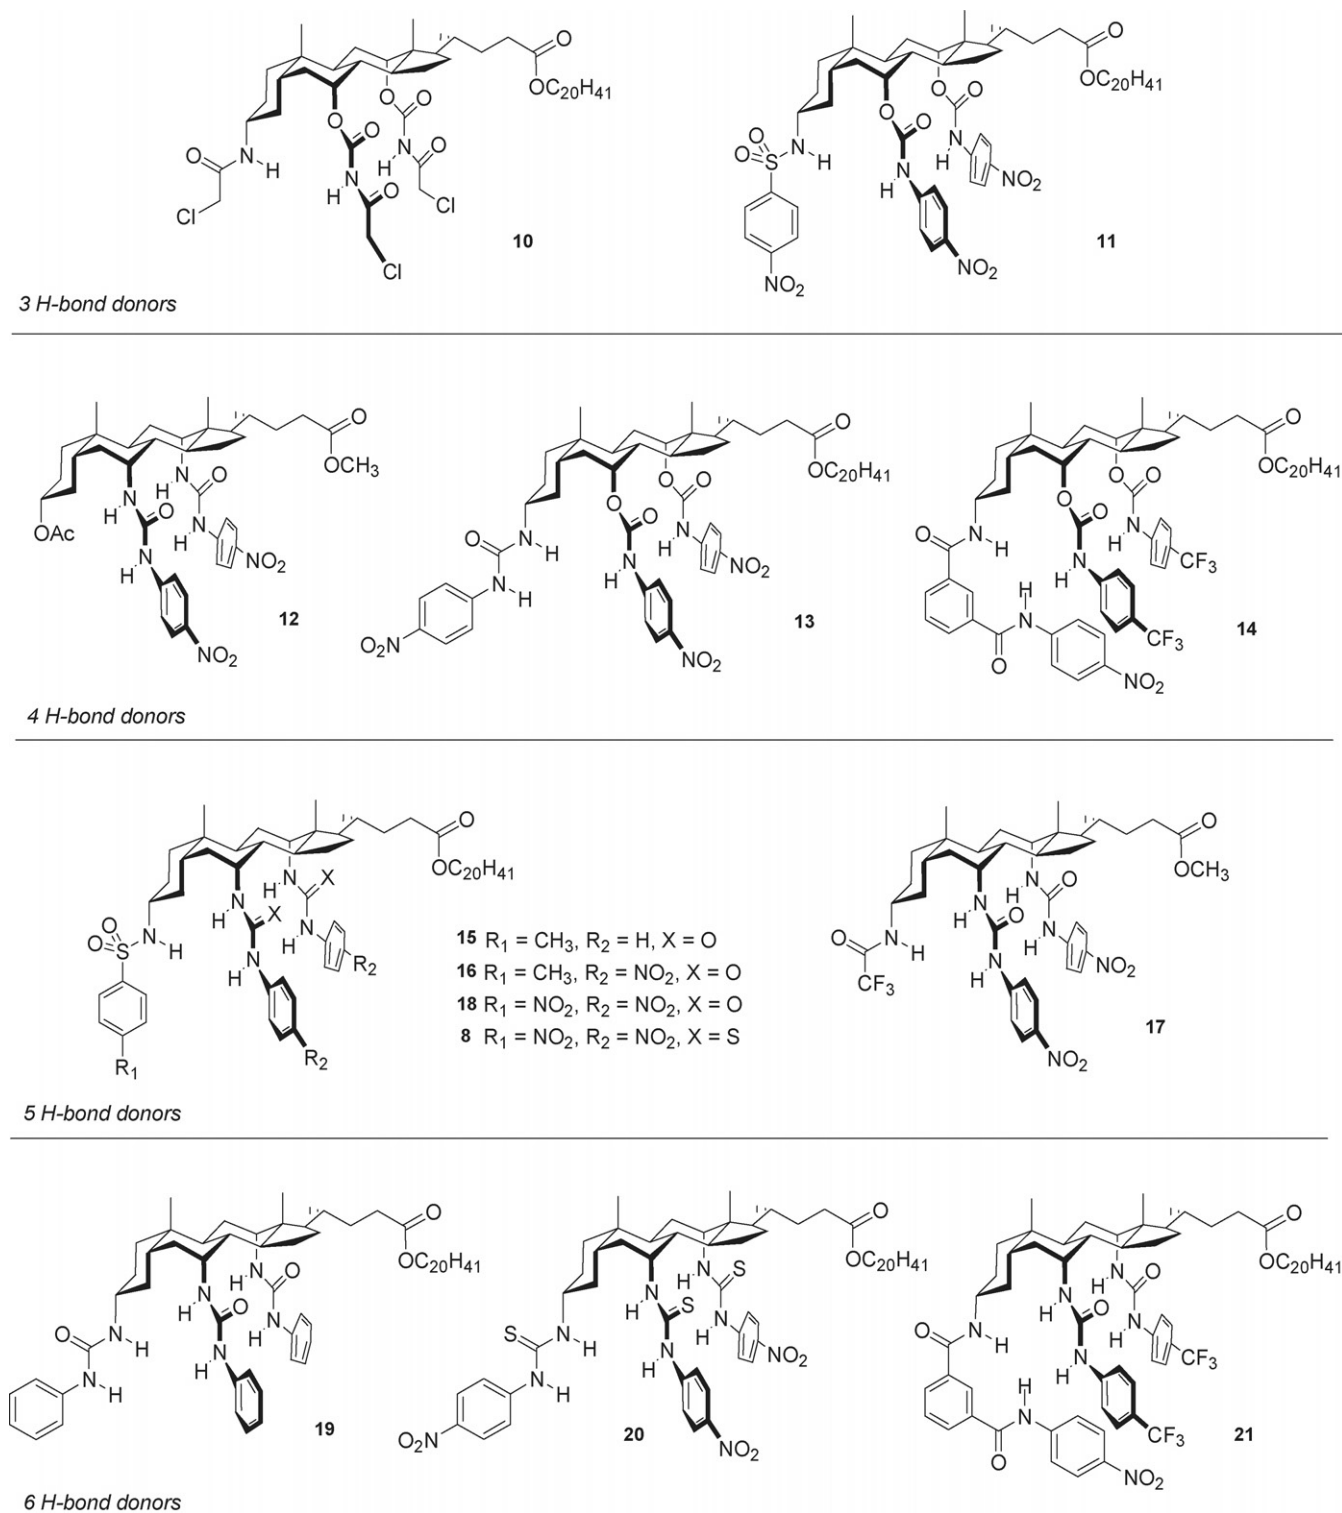 O
OC20H41
O
O
O
O
O
N
H
N
H
O
N
H
O
Cl
Cl
Cl
10
O
OC20H41
O
O
O
O
N
H
N
H
O
O
S
N
H
NO2
NO2
NO2
11
3 H-bond donors
O
OCH3
N
H
O
N
H
N
H
O
N
H
OAc
NO2
NO2
12
O
OC20H41
O
O
O
O
N
H
N
H
O
N
H
N
H
NO2
O2N
NO2
13
O
OC20H41
O
O
O
O
N
H
N
H
O
N
H
H
N
O
CF3
CF3
NO2
14
4 H-bond donors
O
OC20H41
N
H
X
N
H
N
H
X
N
H
O
O
S
N
H
R2
R2
R1
15 R1 = CH3, R2 = H, X = O
16 R1 = CH3, R2 = NO2, X = O
18 R1 = NO2, R2 = NO2, X = O
8 R1 = NO2, R2 = NO2, X = S
O
OCH3
N
H
O
N
H
N
H
O
N
H
O
N
H
CF3
NO2
NO2
17
5 H-bond donors
O
OC20H41
N
H
O
N
H
N
H
O
N
H
O
N
H
N
H
19
O
OC20H41
N
H
S
N
H
N
H
S
N
H
S
N
H
N
H
NO2
O2N
NO2
20
O
OC20H41
N
H
O
N
H
N
H
O
N
H
O
N
H
H
N
O
CF3
CF3
NO2
21
6 H-bond donors